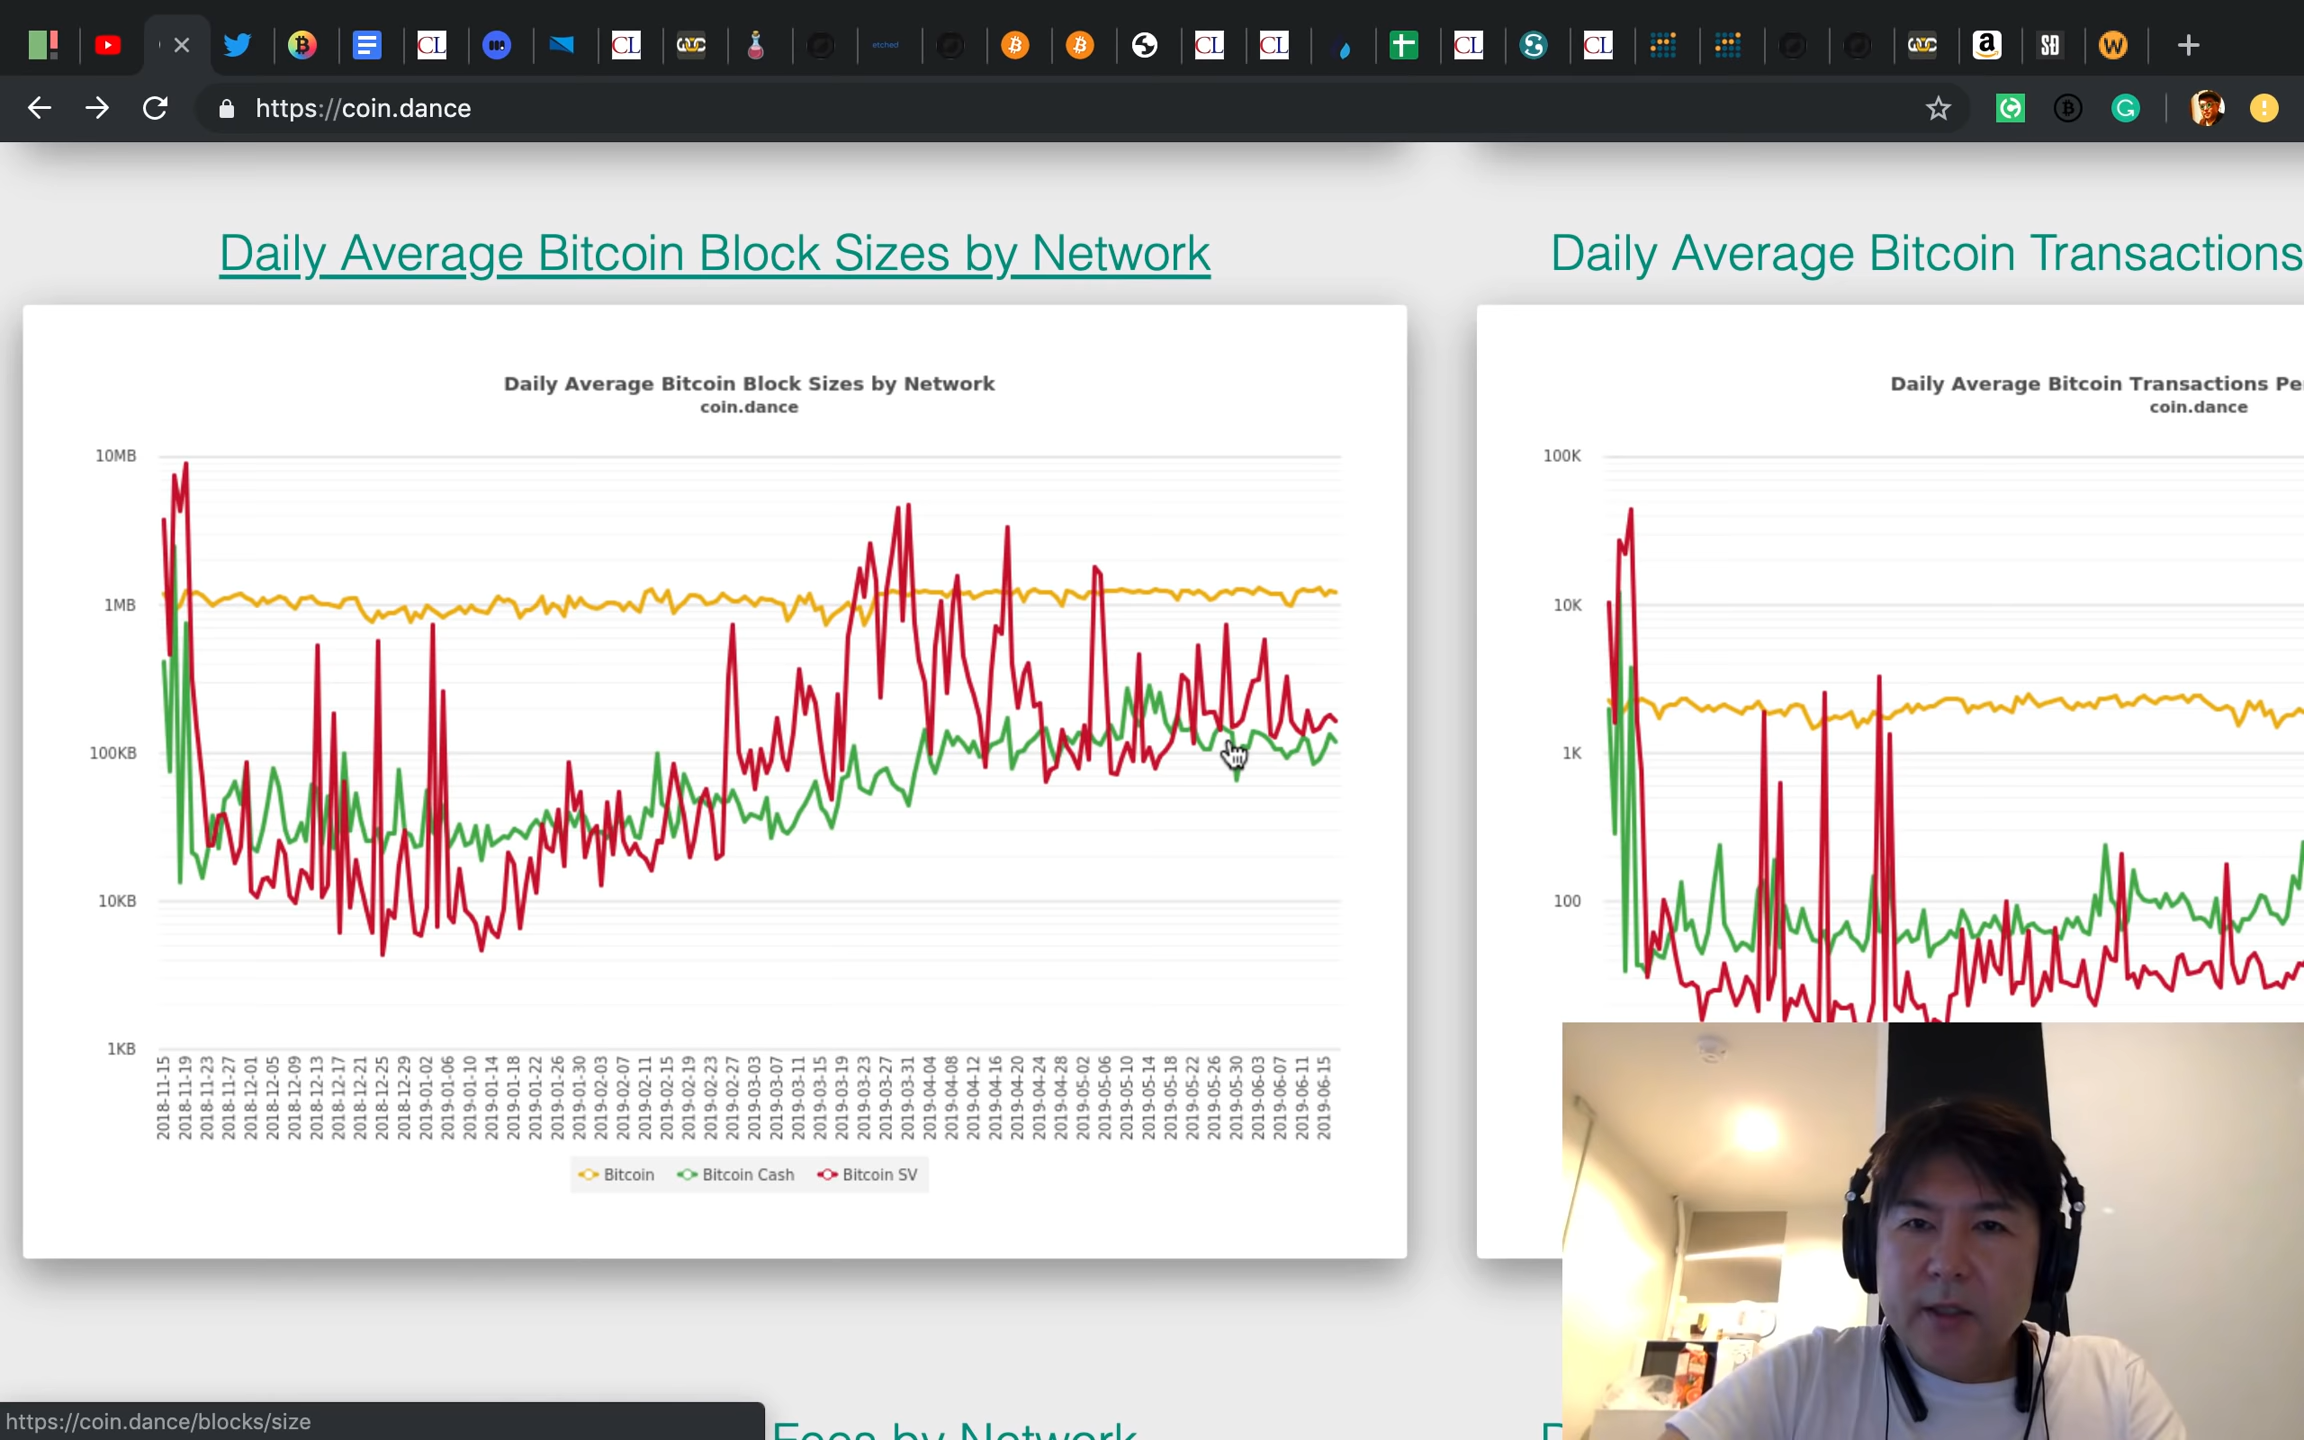 CL
CL
etched
CL
CL
CL
CL
a
SD
W
https://coin.dance
Daily Average Bitcoin Block Sizes by Network
Daily Average Bitcoin Transactions
Daily Average Bitcoin Block Sizes by Network
coin.dance
10MB
1MB
100KB
10KB
1KB
2018-11-15
2018-11-19
2018-11-23
2018-11-27
2018-12-01
2018-12-05
2018-12-09
2018-12-13
2018-12-17
2018-12-21
2018-12-25
2018-12-29
2019-01-02
2019-01-06
2019-01-10
2019-01-14
2019-01-18
2019-01-22
2019-01-26
2019-01-30
2019-02-03
2019-02-07
2019-02-11
2019-02-15
2019-02-19
2019-02-23
2019-02-27
2019-03-03
2019-03-07
2019-03-11
2019-03-15
2019-03-19
2019-03-23
2019-03-27
2019-03-31
2019-04-04
2019-04-08
2019-04-12
2019-04-16
2019-04-20
2019-04-24
2019-04-28
2019-05-02
2019-05-06
2019-05-10
2019-05-14
2019-05-18
2019-05-22
2019-05-26
2019-05-30
2019-06-03
2019-06-07
2019-06-11
2019-06-15
Bitcoin Bitcoin Cash Bitcoin SV
Daily Average Bitcoin Transactions Pe
coin.dance
100K
10K
1K
100
https://coin.dance/blocks/size
Fees by Network